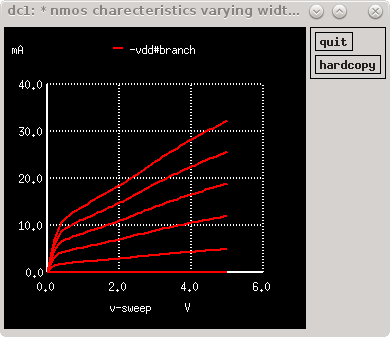 dc1: * nmos charecteristics varying widt...
quit
hardcopy
mA
-vdd#branch
40.0
30.0
20.0
10.0
0.0
0.0 2.0 4.0 6.0
v-sweep V